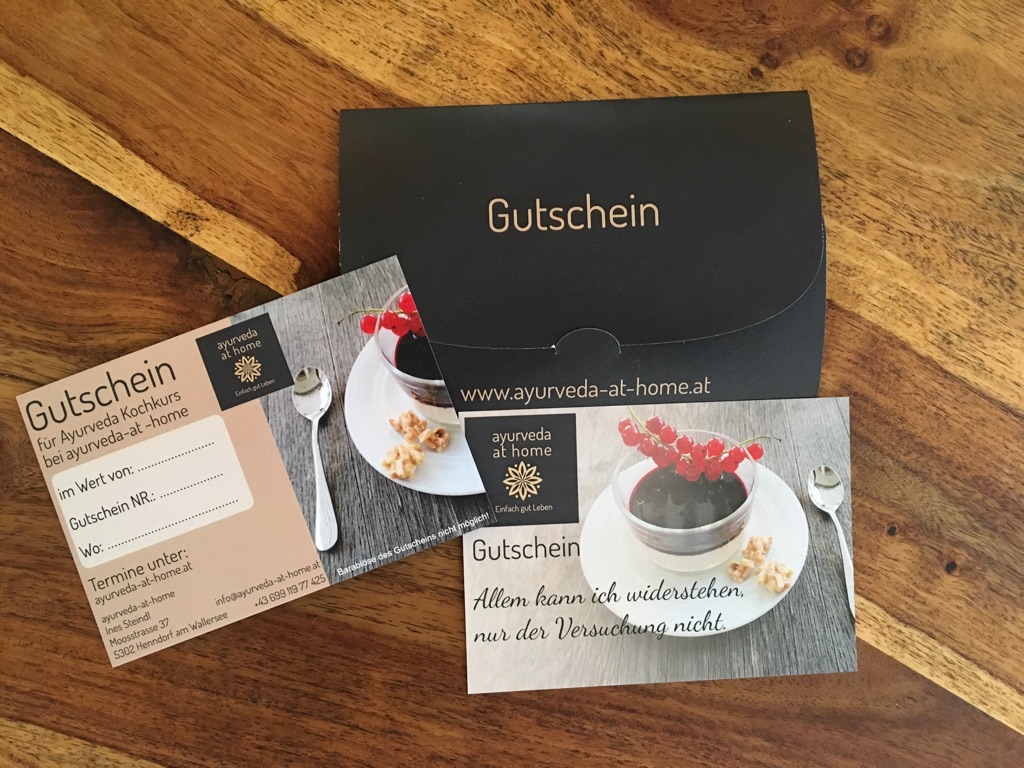 Gutschein
www.ayurveda-at-home.at
Gutschein
für Ayurveda Kochkurs
bei ayurveda-at -home
im Wert von: ......................
Gutschein NR.: ..................
Wo: .....................................
Termine unter:
ayurveda-at-home.at
ayurveda-at-home
Ines Steindl
Moosstrasse 37
5302 Henndorf am Wallersee
info@ayurveda-at-home.at
+43 699 119 77 425
ayurveda
at home
Einfach gut Leben
Barablöse des Gutscheins nicht möglich!
ayurveda
at home
Einfach gut Leben
Gutschein
Allem kann ich widerstehen,
nur der Versuchung nicht.